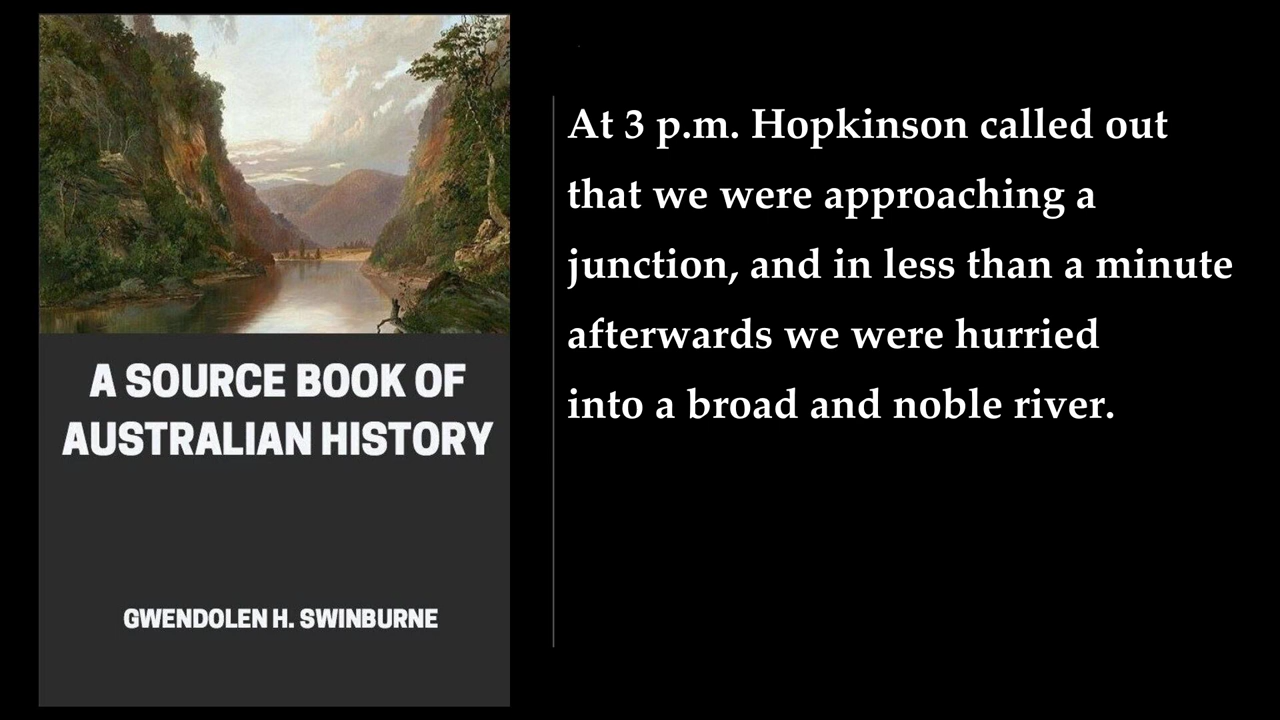 A SOURCE BOOK OF
AUSTRALIAN HISTORY
GWENDOLEN H. SWINBURNE
At 3 p.m. Hopkinson called out
that we were approaching a
junction, and in less than a minute
afterwards we were hurried
into a broad and noble river.